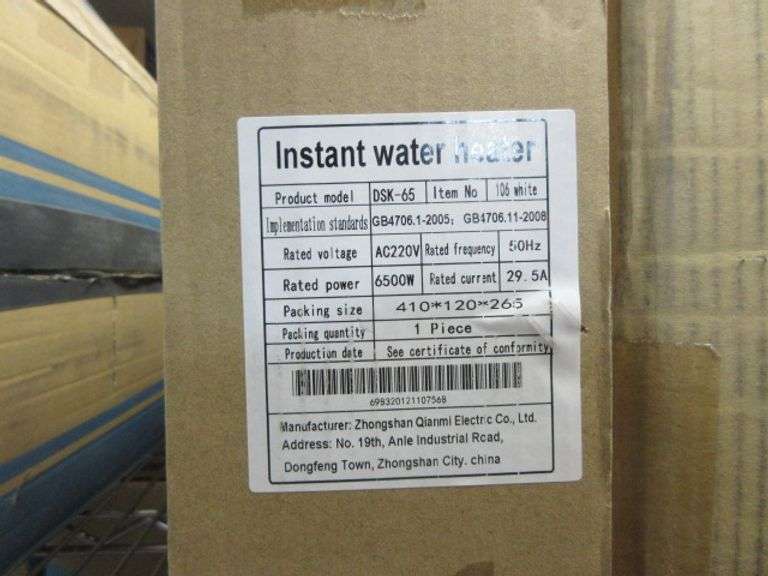 Instant water heater
Product model DSK-65 Item No 106 white
Implementation standards GB4706.1-2005; GB4706.11-2008
Rated voltage AC220V Rated frequency 50Hz
Rated power 6500W Rated current 29.5A
Packing size 410*120*265
Packing quantity 1 Piece
Production date See certificate of conformity
698320121107568
Manufacturer: Zhongshan Qianmi Electric Co., Ltd.
Address: No. 19th, Anle Industrial Road,
Dongfeng Town, Zhongshan City. china